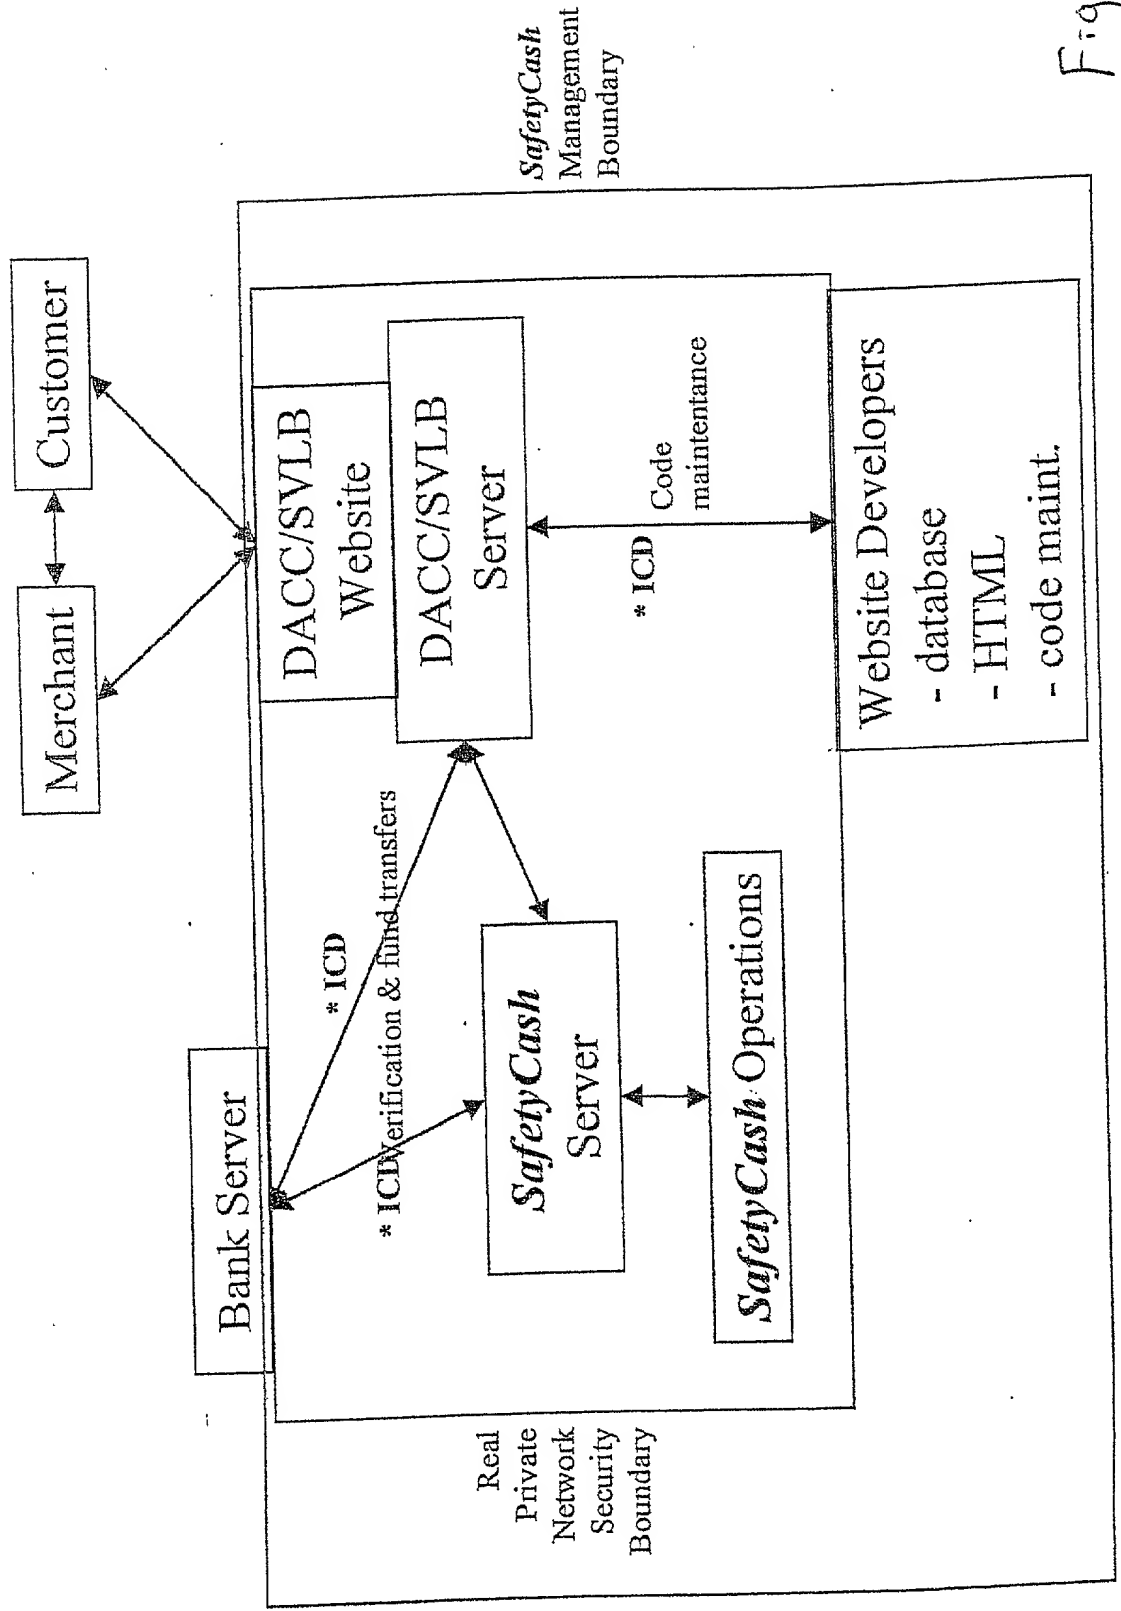 Merchant
Customer
Bank Server
DACC/SVLB
Website
DACC/SVLB
Server
* ICD
* ICD
Verification & fund transfers
SafetyCash
Server
SafetyCash Operations
* ICD
Code
maintentance
Website Developers
- database
- HTML
- code maint.
Real
Private
Network
Security
Boundary
SafetyCash
Management
Boundary
Fig